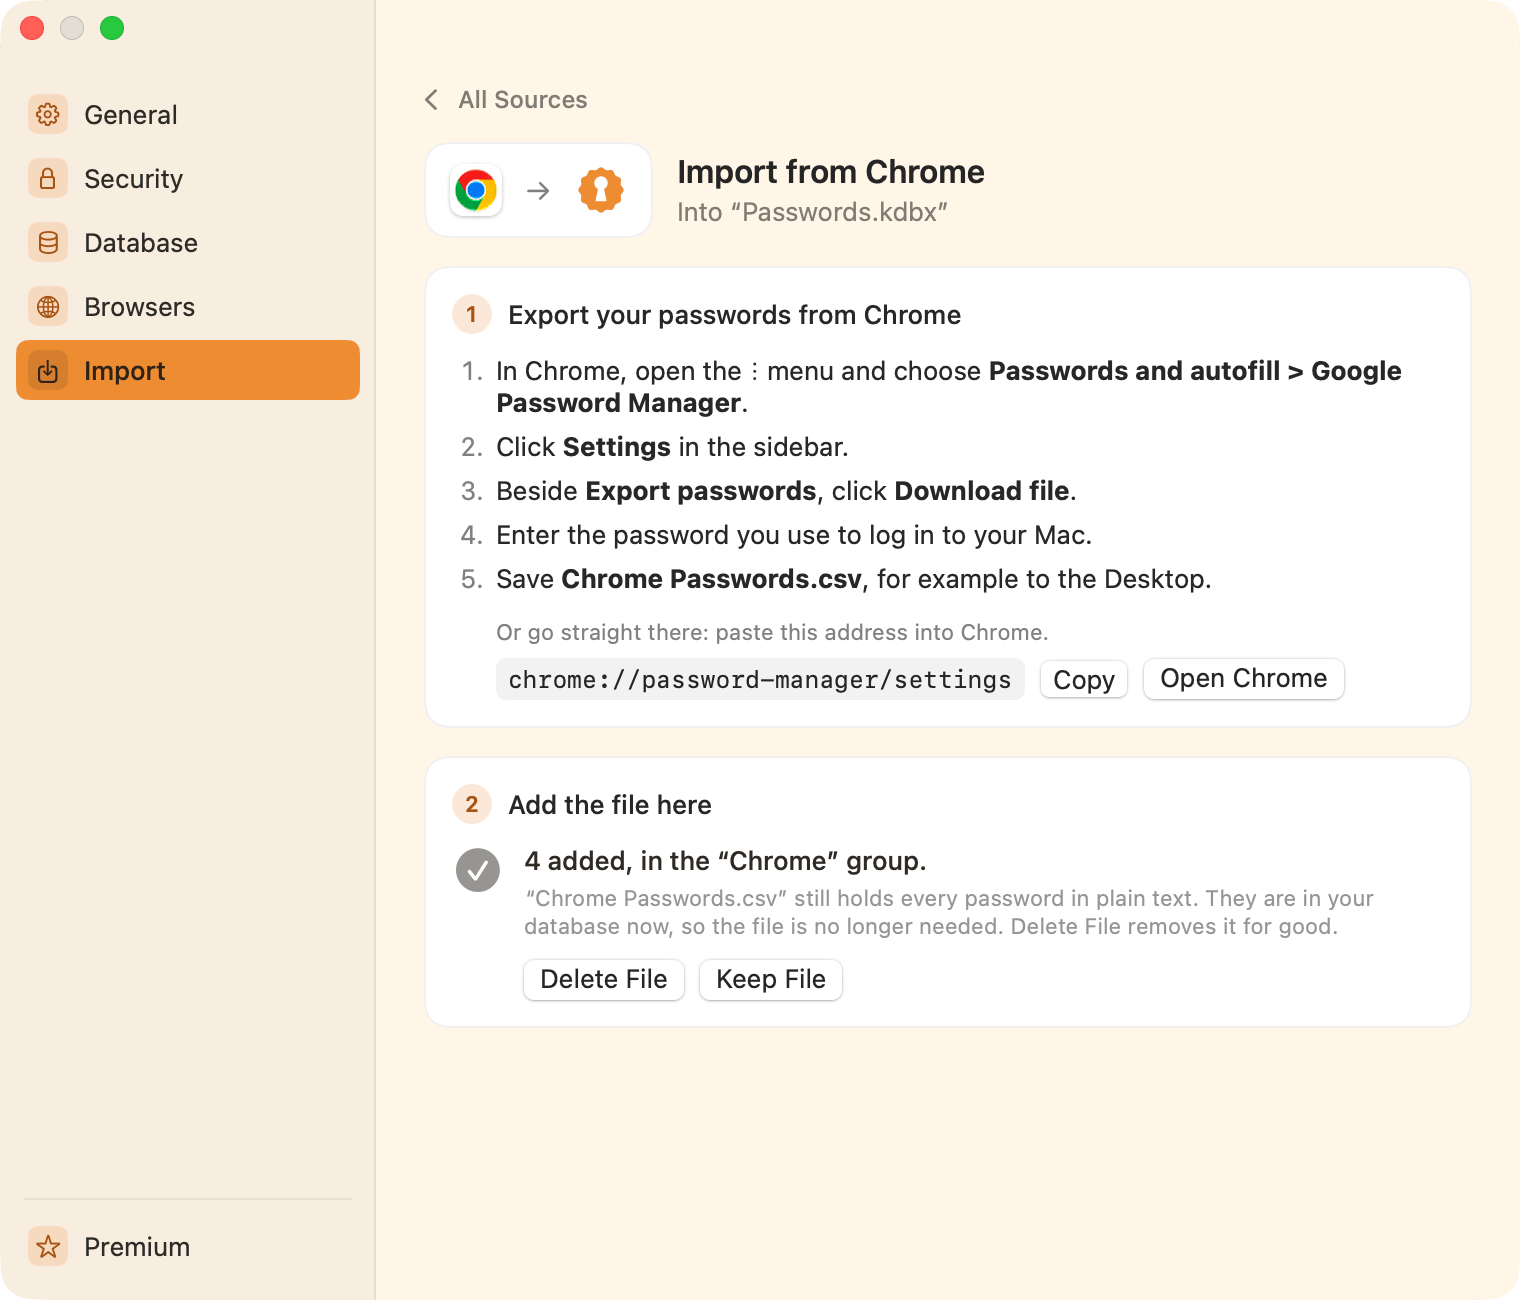 General
Security
Database
Browsers
Import
Premium
All Sources
Import from Chrome
Into “Passwords.kdbx”
1 Export your passwords from Chrome
1. In Chrome, open the ⋮ menu and choose Passwords and autofill > Google
Password Manager.
2. Click Settings in the sidebar.
3. Beside Export passwords, click Download file.
4. Enter the password you use to log in to your Mac.
5. Save Chrome Passwords.csv, for example to the Desktop.
Or go straight there: paste this address into Chrome.
chrome://password-manager/settings Copy Open Chrome
2 Add the file here
4 added, in the “Chrome” group.
“Chrome Passwords.csv” still holds every password in plain text. They are in your
database now, so the file is no longer needed. Delete File removes it for good.
Delete File Keep File